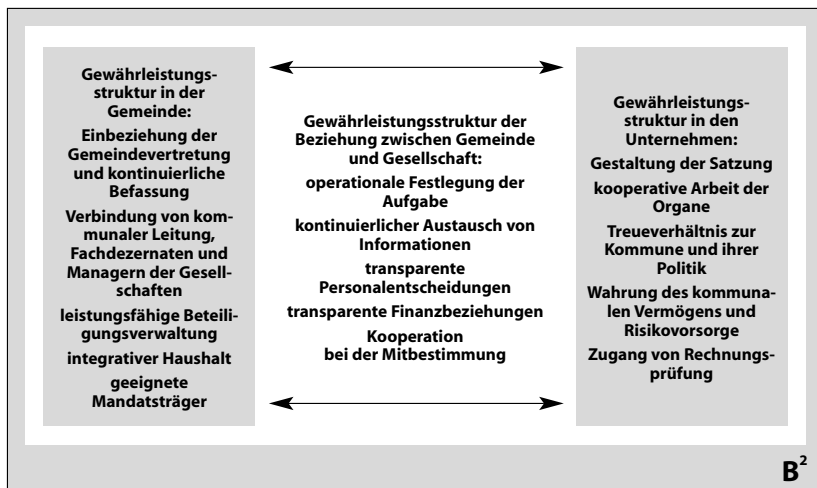 Gewährleistungs-
struktur in der
Gemeinde:
Einbeziehung der
Gemeindevertretung
und kontinuierliche
Befassung
Verbindung von kom-
munaler Leitung,
Fachdezernaten und
Managern der Gesell-
schaften
leistungsfähige Beteili-
gungsverwaltung
integrativer Haushalt
geeignete
Mandatsträger
Gewährleistungsstruktur der
Beziehung zwischen Gemeinde
und Gesellschaft:
operationale Festlegung der
Aufgabe
kontinuierlicher Austausch von
Informationen
transparente
Personalentscheidungen
transparente Finanzbeziehungen
Kooperation
bei der Mitbestimmung
Gewährleistungs-
struktur in den
Unternehmen:
Gestaltung der Satzung
kooperative Arbeit der
Organe
Treueverhältnis zur
Kommune und ihrer
Politik
Wahrung des kommuna-
len Vermögens und
Risikovorsorge
Zugang von Rechnungs-
prüfung
B²